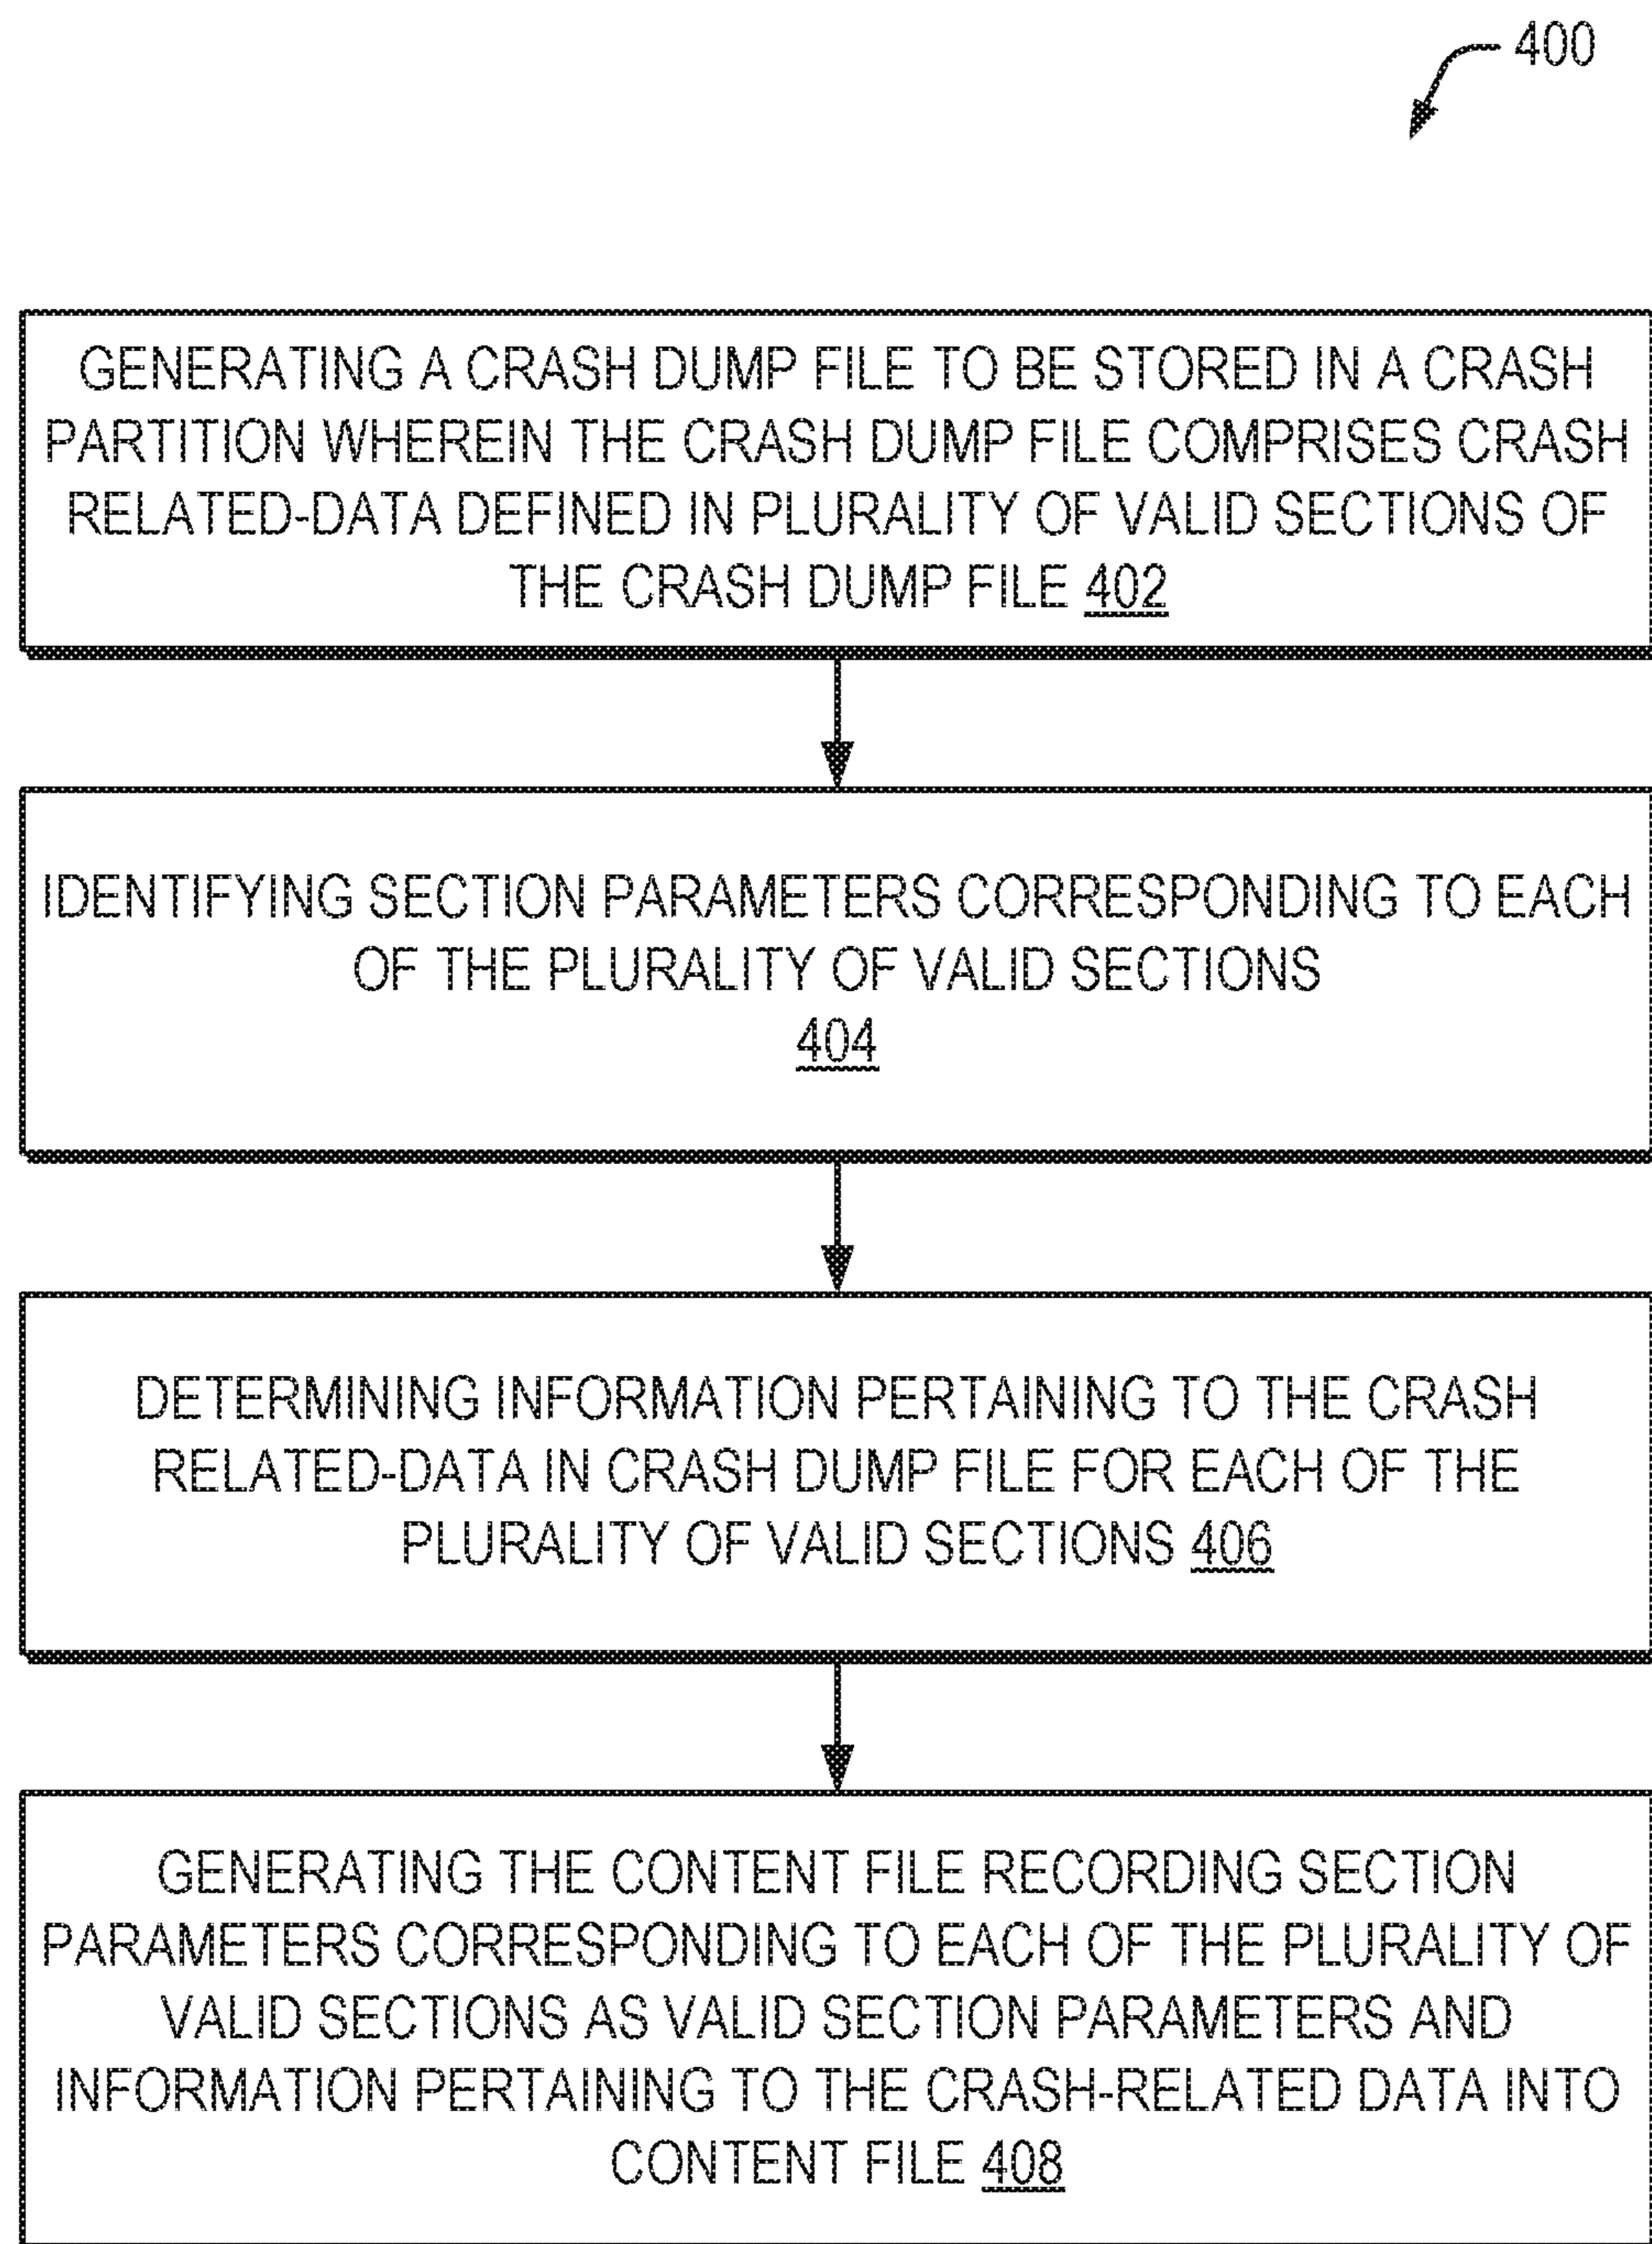 400
GENERATING A CRASH DUMP FILE TO BE STORED IN A CRASH
PARTITION WHEREIN THE CRASH DUMP FILE COMPRISES CRASH
RELATED-DATA DEFINED IN PLURALITY OF VALID SECTIONS OF
THE CRASH DUMP FILE 402
IDENTIFYING SECTION PARAMETERS CORRESPONDING TO EACH
OF THE PLURALITY OF VALID SECTIONS
404
DETERMINING INFORMATION PERTAINING TO THE CRASH
RELATED-DATA IN CRASH DUMP FILE FOR EACH OF THE
PLURALITY OF VALID SECTIONS 406
GENERATING THE CONTENT FILE RECORDING SECTION
PARAMETERS CORRESPONDING TO EACH OF THE PLURALITY OF
VALID SECTIONS AS VALID SECTION PARAMETERS AND
INFORMATION PERTAINING TO THE CRASH-RELATED DATA INTO
CONTENT FILE 408